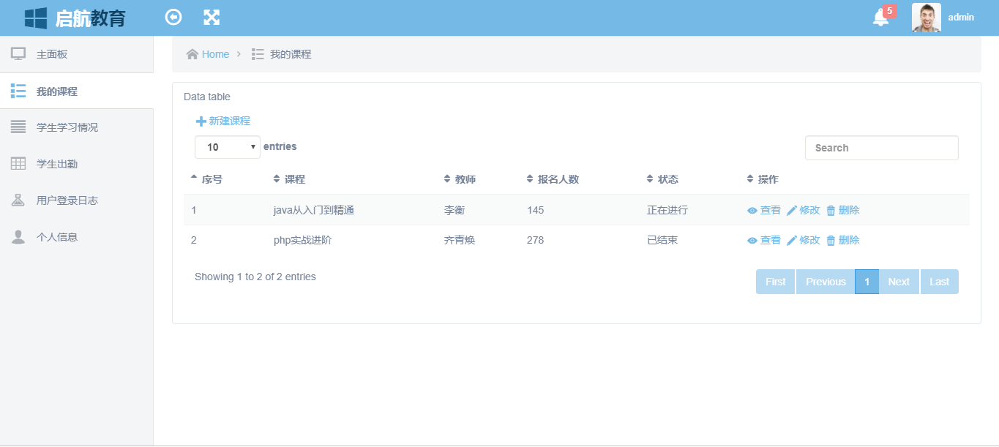 启航教育
5
admin
主面板
我的课程
学生学习情况
学生出勤
用户登录日志
个人信息
Home > 我的课程
Data table
新建课程
10 entries
Search
序号 课程 教师 报名人数 状态 操作
1 java从入门到精通 李衡 145 正在进行 查看 修改 删除
2 php实战进阶 齐青焕 278 已结束 查看 修改 删除
Showing 1 to 2 of 2 entries
First Previous 1 Next Last